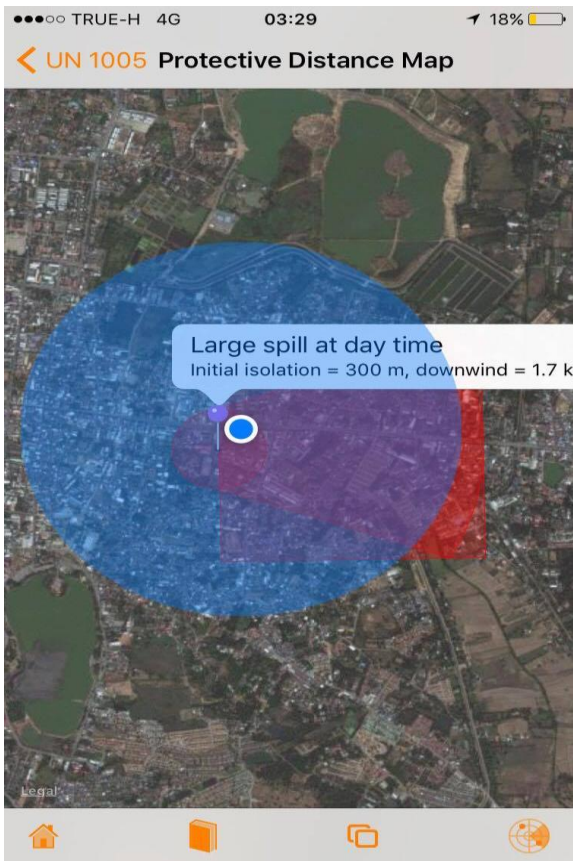 TRUE-H 4G 03:29 18%
UN 1005 Protective Distance Map
Large spill at day time
Initial isolation = 300 m, downwind = 1.7 k
Legal